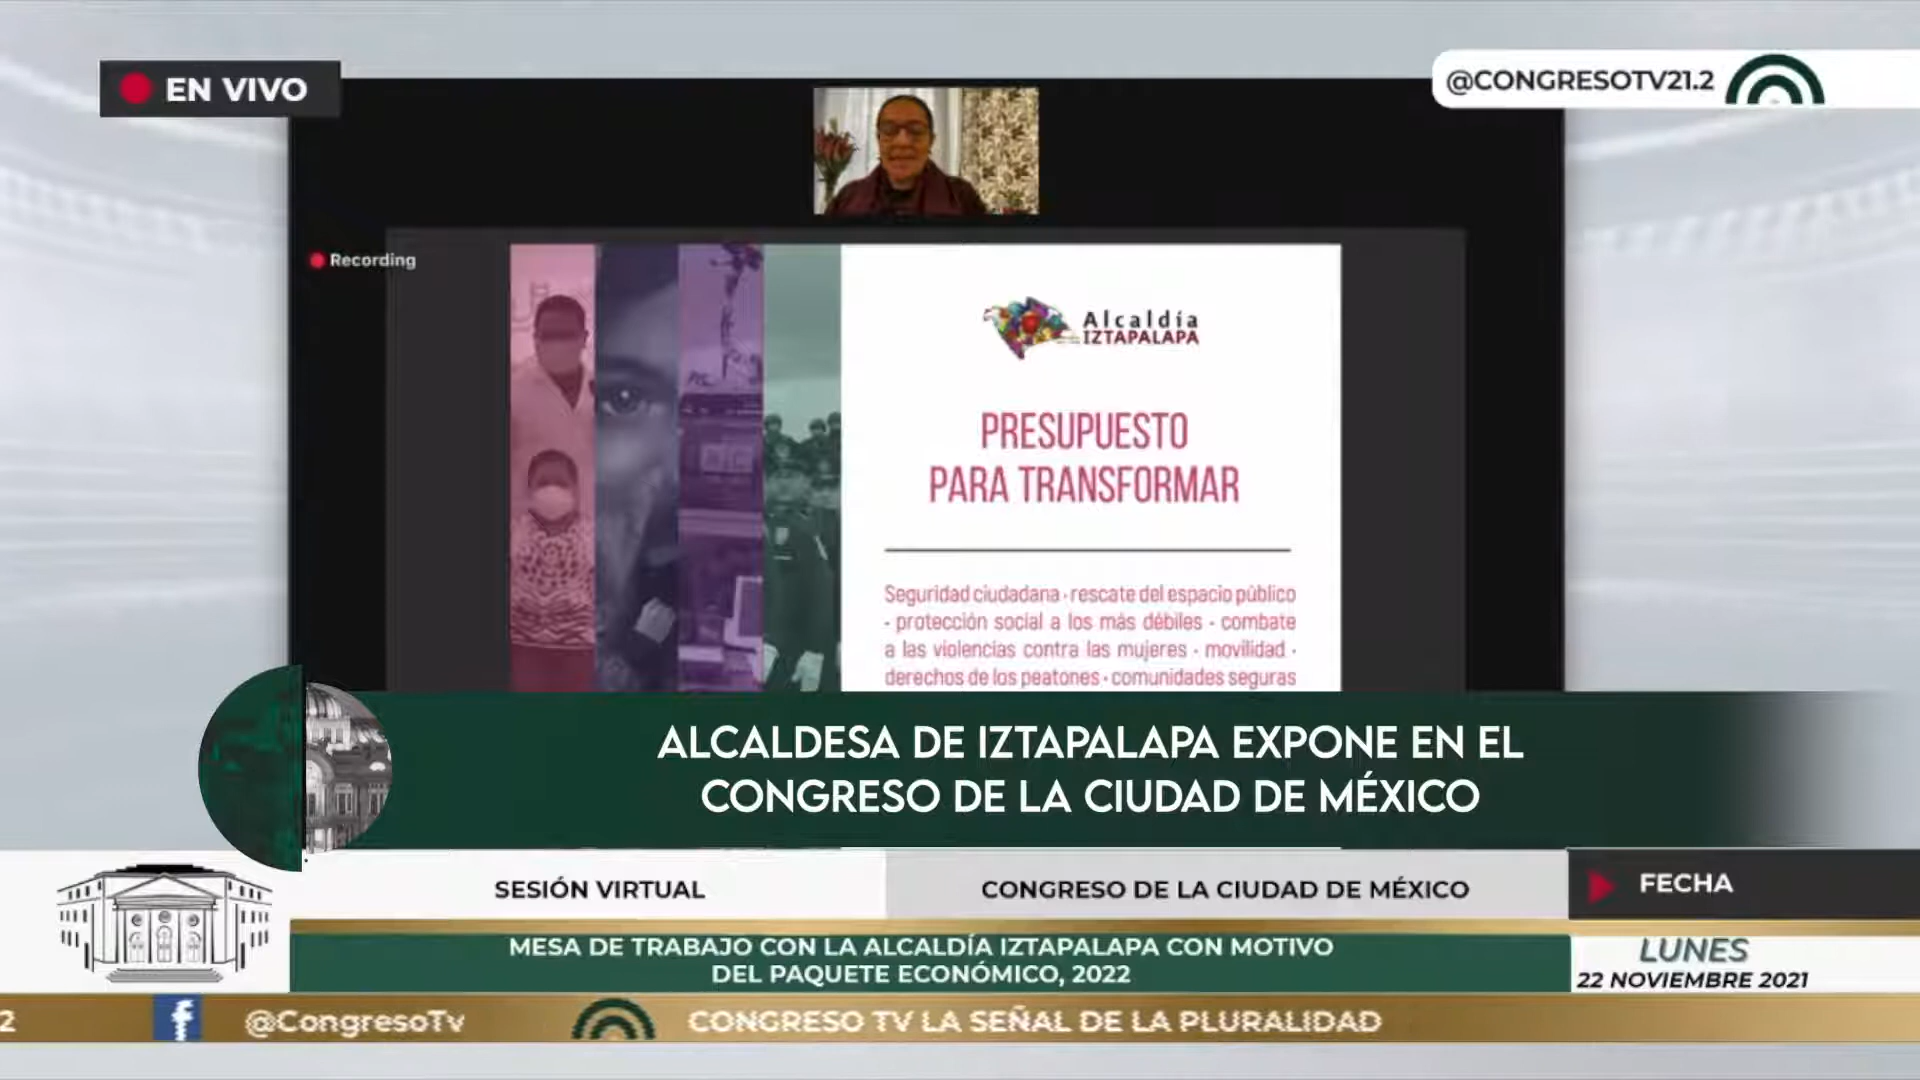 EN VIVO
@CONGRESOTV21.2
Recording
Alcaldía
IZTAPALAPA
PRESUPUESTO
PARA TRANSFORMAR
Seguridad ciudadana · rescate del espacio público
· protección social a los más débiles · combate
a las violencias contra las mujeres · movilidad ·
derechos de los peatones · comunidades seguras
ALCALDESA DE IZTAPALAPA EXPONE EN EL
CONGRESO DE LA CIUDAD DE MÉXICO
SESIÓN VIRTUAL
CONGRESO DE LA CIUDAD DE MÉXICO
FECHA
MESA DE TRABAJO CON LA ALCALDÍA IZTAPALAPA CON MOTIVO
DEL PAQUETE ECONÓMICO, 2022
LUNES
22 NOVIEMBRE 2021
2
@CongresoTv
CONGRESO TV LA SEÑAL DE LA PLURALIDAD